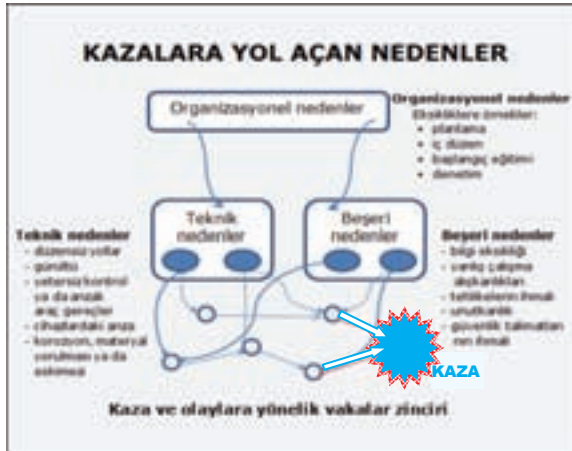 KAZALARA YOL AÇAN NEDENLER
Organizasyonel nedenler
Organizasyonel nedenler
Eksikliklere örnekler:
• planlama
• iç düzen
• başlangıç eğitimi
• denetim
Teknik
nedenler
Beşeri
nedenler
Teknik nedenler
- düzensiz yollar
- gürültü
- yetersiz kontrol
ya da arızalı
araç gereçler
- cihazlardaki arıza
- korozyon, materyal
yorulması ya da
eskimesi
Beşeri nedenler
- bilgi eksikliği
- yanlış çalışma
alışkanlıkları
- tehlikelerin ihmali
- unutkanlık
- güvenlik talimatları
nın ihmali
KAZA
Kaza ve olaylara yönelik vakalar zinciri